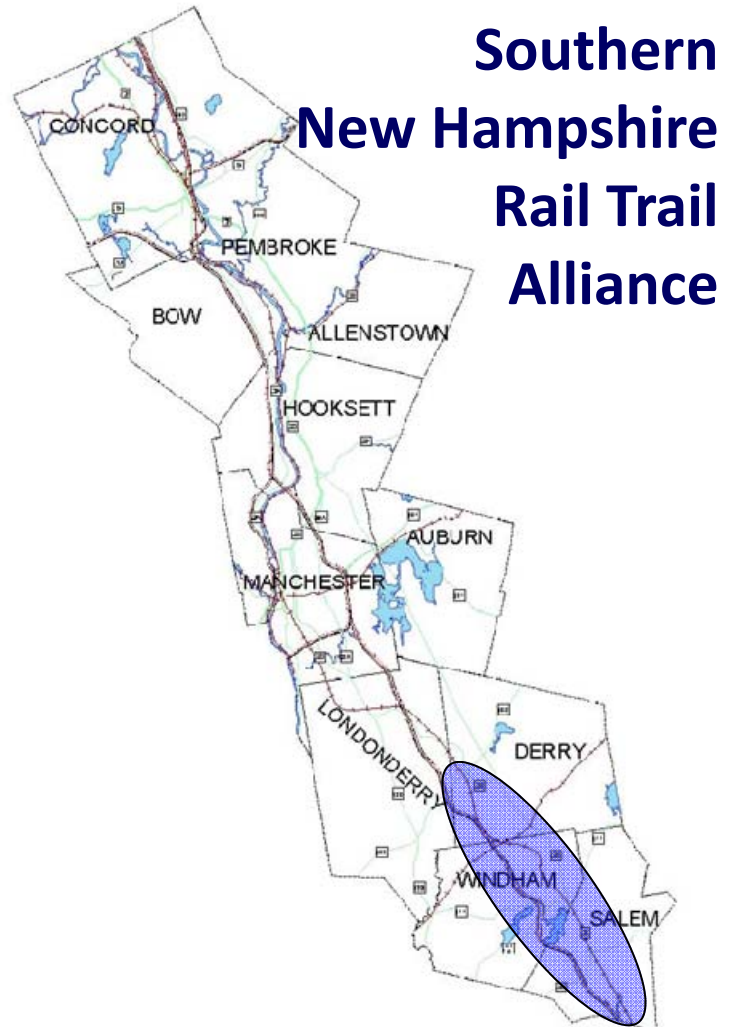 Southern
New Hampshire
Rail Trail
Alliance
CONCORD
PEMBROKE
BOW
ALLENSTOWN
HOOKSETT
AUBURN
MANCHESTER
LONDONDERRY
DERRY
WINDHAM
SALEM